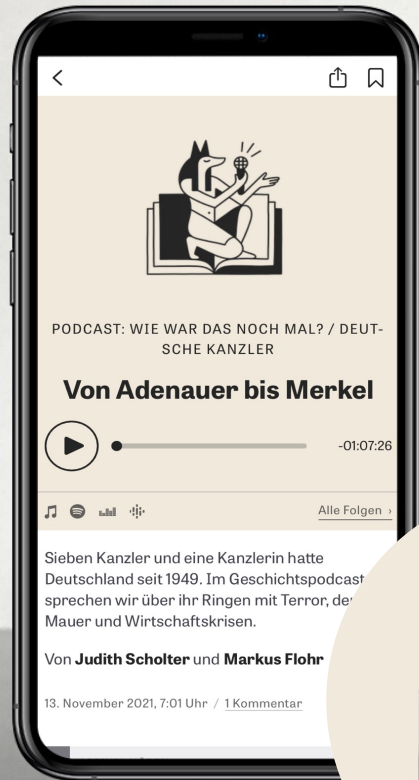 PODCAST: WIE WAR DAS NOCH MAL? / DEUT-
SCHE KANZLER
Von Adenauer bis Merkel
-01:07:26
Alle Folgen ›
Sieben Kanzler und eine Kanzlerin hatte
Deutschland seit 1949. Im Geschichtspodcast
sprechen wir über ihr Ringen mit Terror, der
Mauer und Wirtschaftskrisen.
Von Judith Scholter und Markus Flohr
13. November 2021, 7:01 Uhr / 1 Kommentar